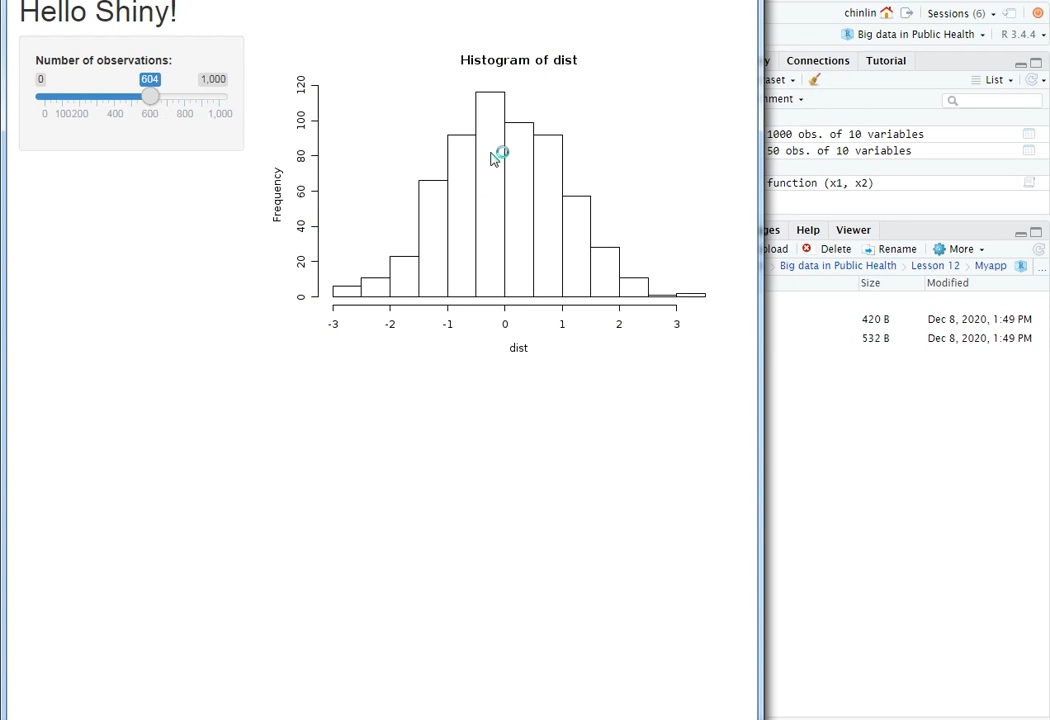 Hello Shiny!
Number of observations:
0 604 1,000
0 100 200 400 600 800 1,000
Histogram of dist
Frequency
0 20 40 60 80 100 120
-3 -2 -1 0 1 2 3
dist
chinlin Sessions (6)
Big data in Public Health R 3.4.4
Connections Tutorial
List
1000 obs. of 10 variables
50 obs. of 10 variables
function (x1, x2)
Help Viewer
Delete Rename More
Big data in Public Health Lesson 12 Myapp ...
Size Modified
420 B Dec 8, 2020, 1:49 PM
532 B Dec 8, 2020, 1:49 PM